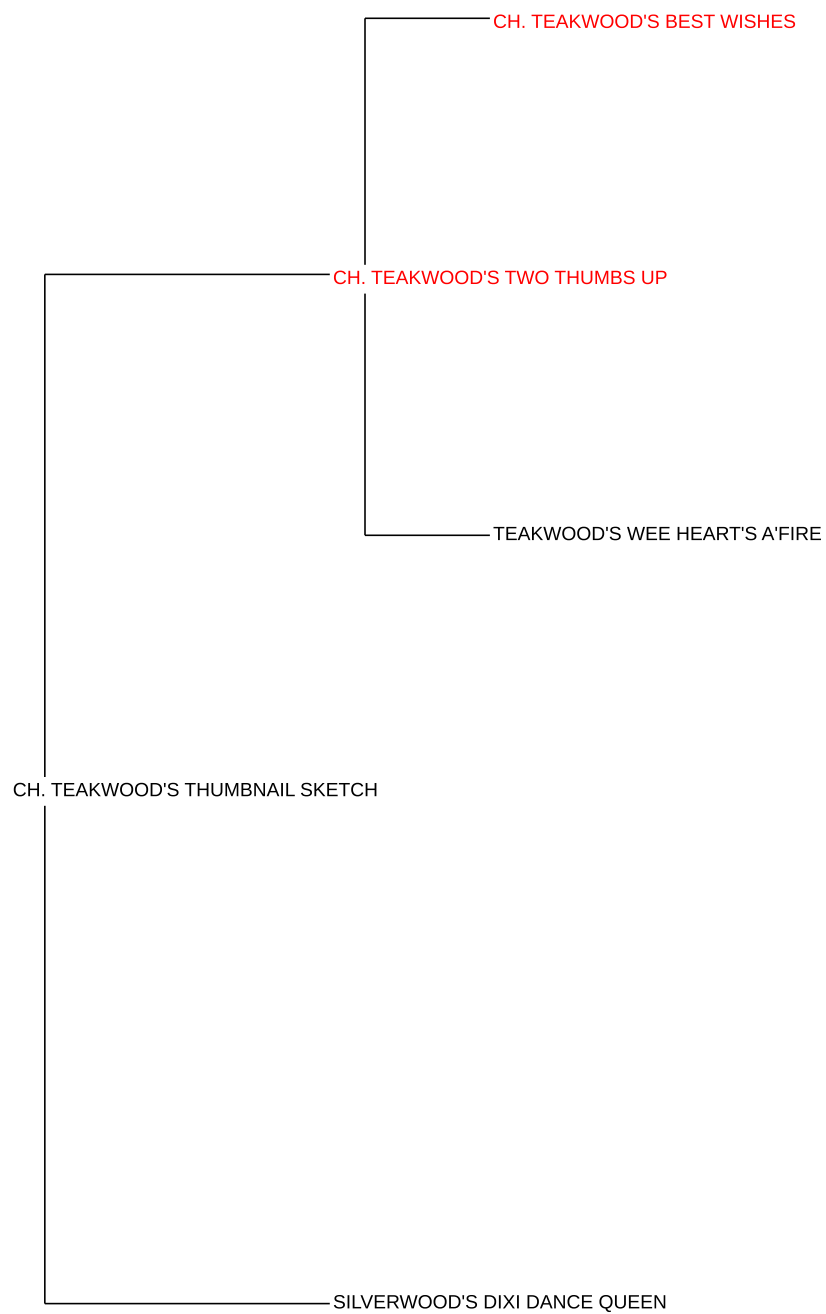 CH. TEAKWOOD'S BEST WISHES
CH. TEAKWOOD'S TWO THUMBS UP
TEAKWOOD'S WEE HEART'S A'FIRE
CH. TEAKWOOD'S THUMBNAIL SKETCH
SILVERWOOD'S DIXI DANCE QUEEN